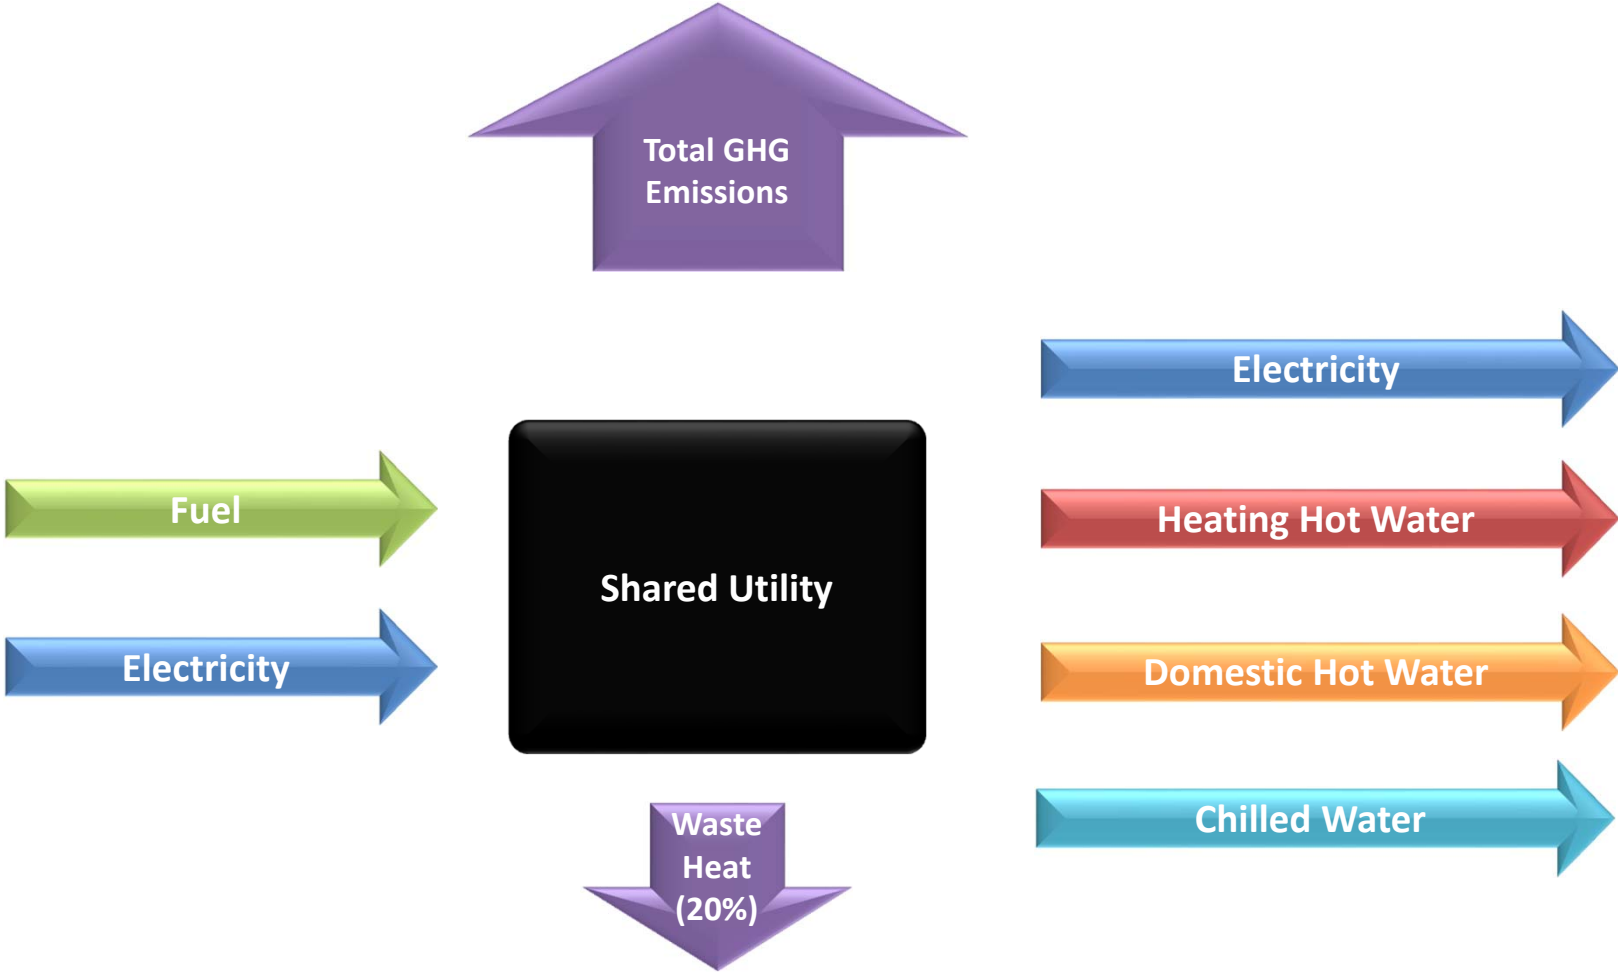 Total GHG
Emissions
Fuel
Electricity
Shared Utility
Electricity
Heating Hot Water
Domestic Hot Water
Chilled Water
Waste
Heat
(20%)